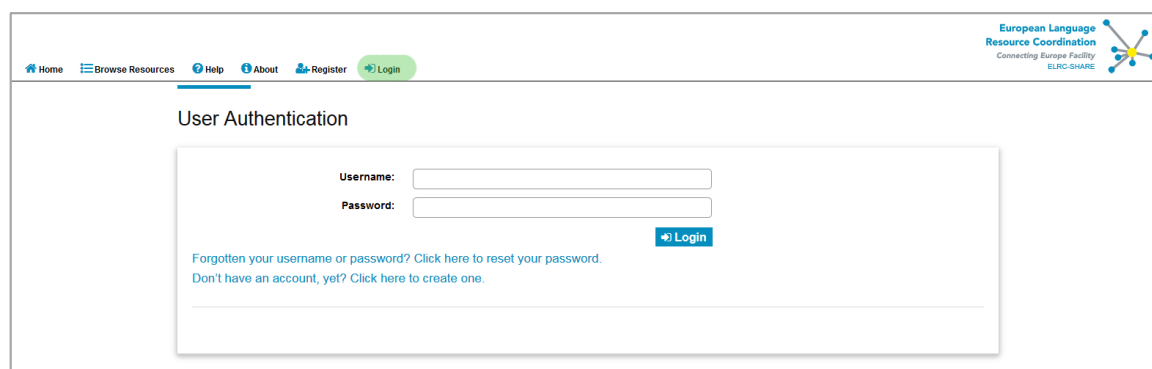 European Language
Resource Coordination
Connecting Europe Facility
ELRC-SHARE
Home Browse Resources Help About Register Login
User Authentication
Username:
Password:
Login
Forgotten your username or password? Click here to reset your password.
Don't have an account, yet? Click here to create one.